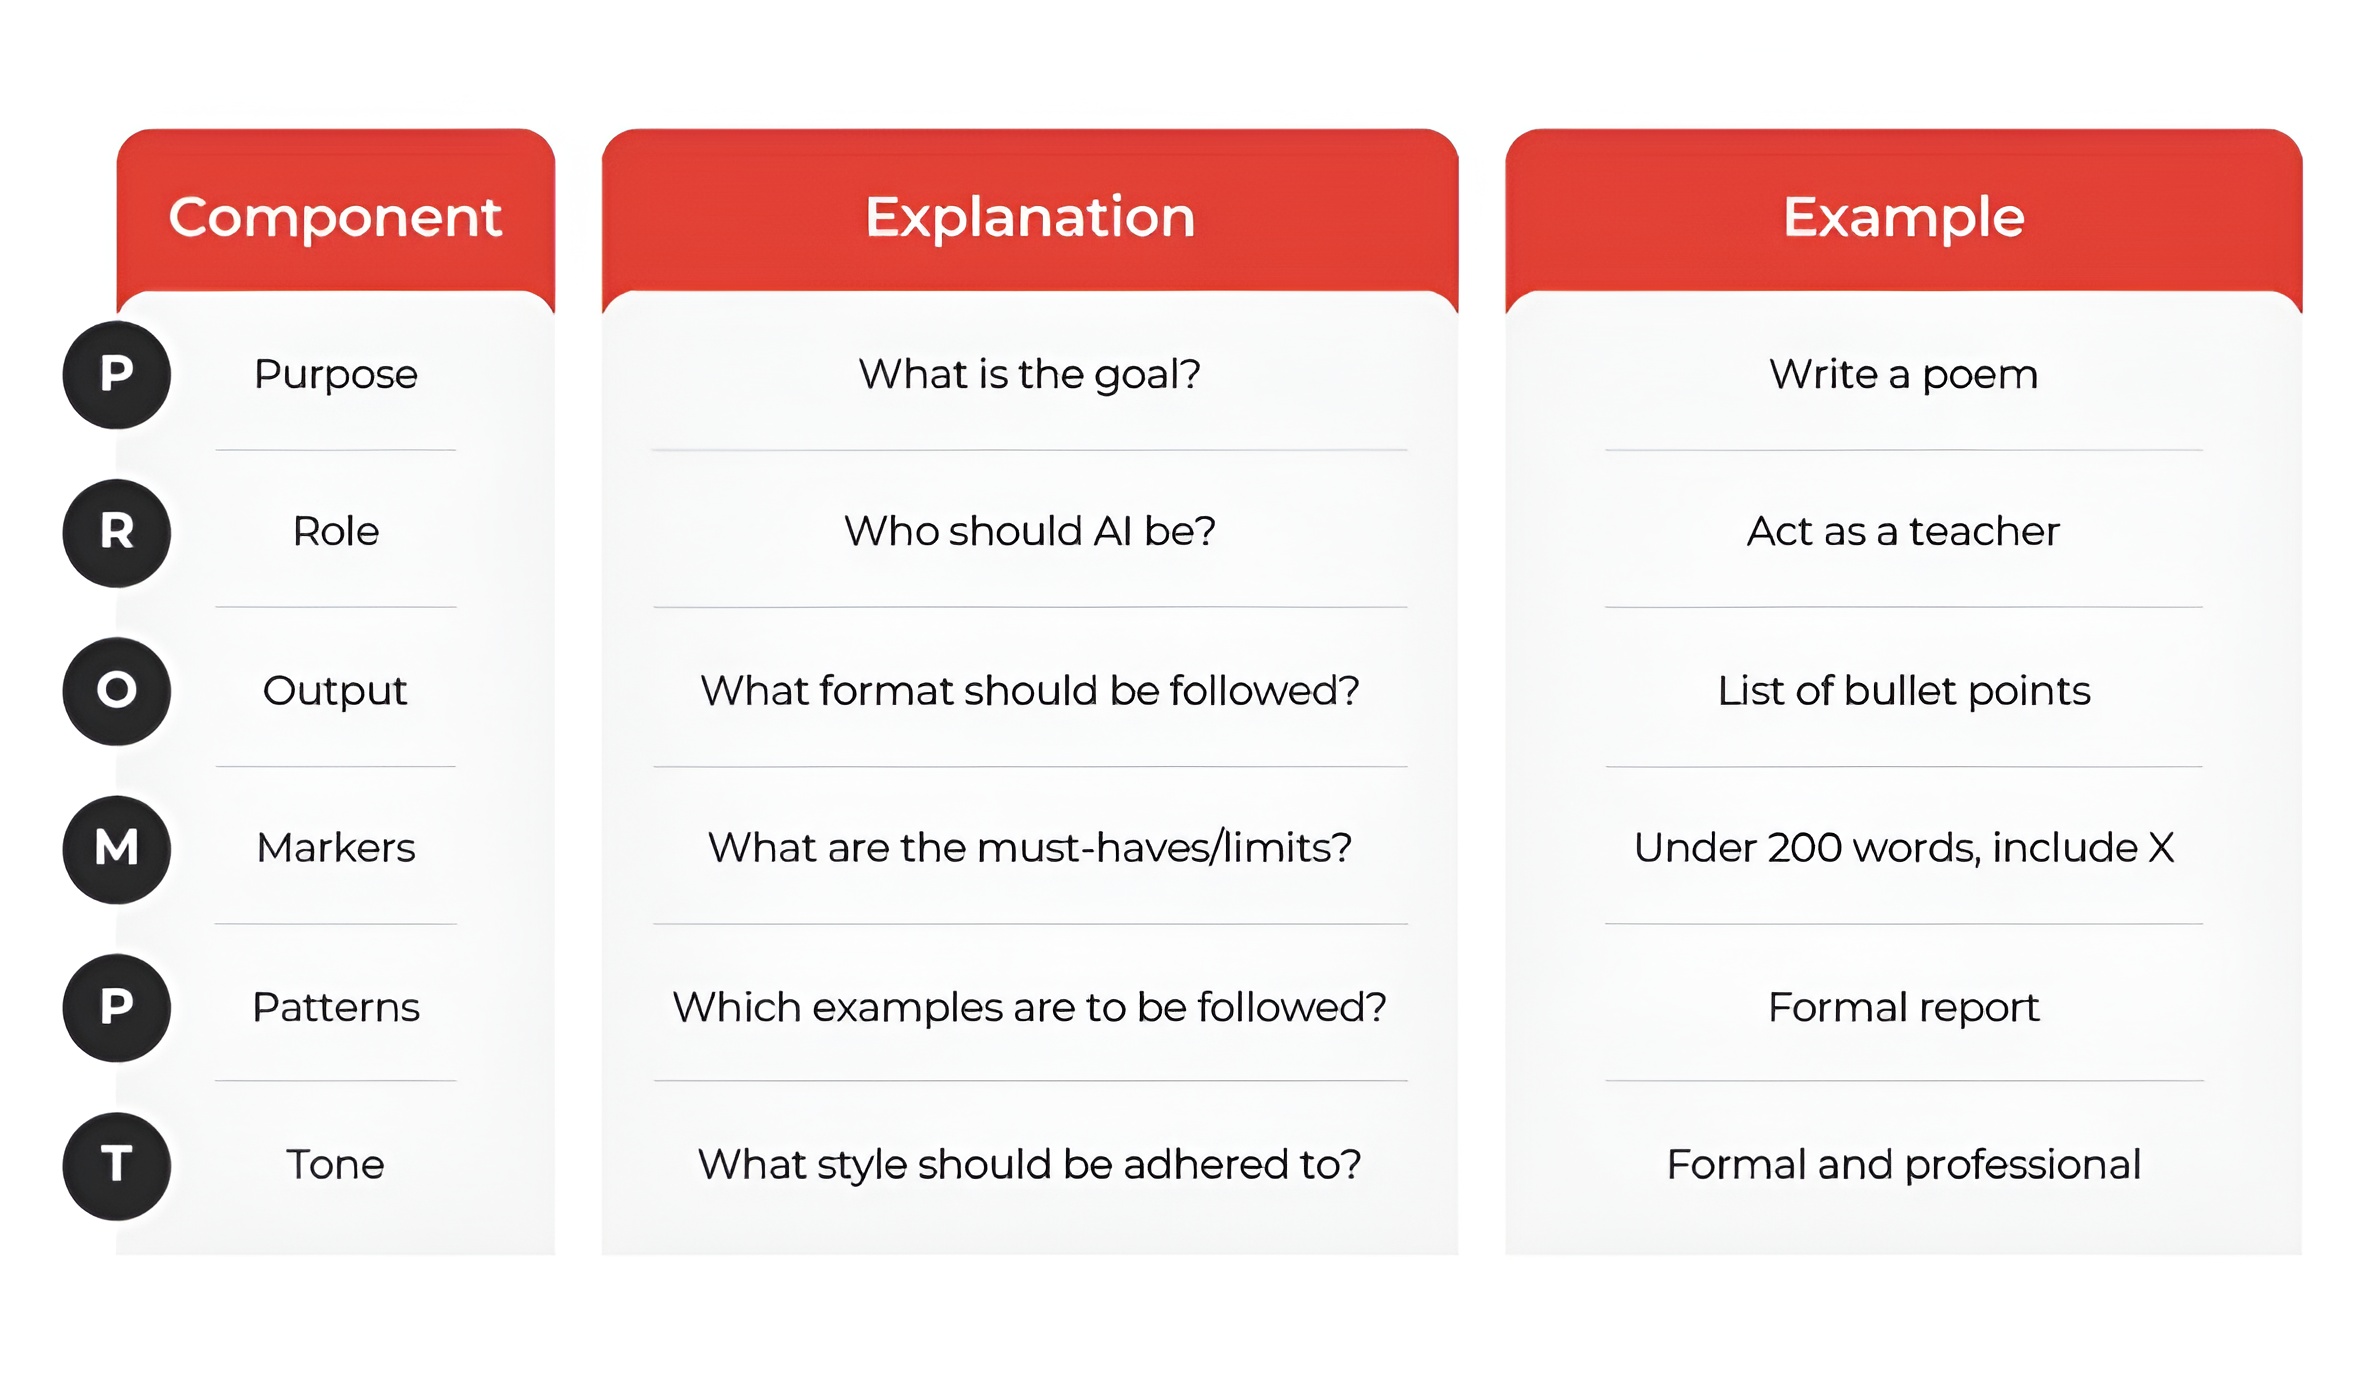 Component Explanation Example
P Purpose What is the goal? Write a poem
R Role Who should AI be? Act as a teacher
O Output What format should be followed? List of bullet points
M Markers What are the must-haves/limits? Under 200 words, include X
P Patterns Which examples are to be followed? Formal report
T Tone What style should be adhered to? Formal and professional